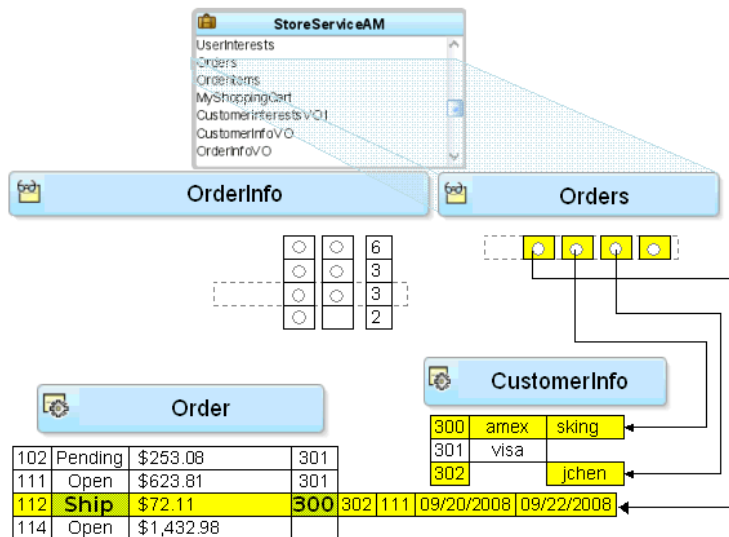 StoreServiceAM
UserInterests
Orders
OrderItems
MyShoppingCart
CustomerInterestsVO1
CustomerInfoVO
OrderInfoVO
OrderInfo
Orders
6
3
3
2
CustomerInfo
300 amex sking
301 visa
302 jchen
Order
102 Pending $253.08 301
111 Open $623.81 301
112 Ship $72.11 300 302 111 09/20/2008 09/22/2008
114 Open $1,432.98